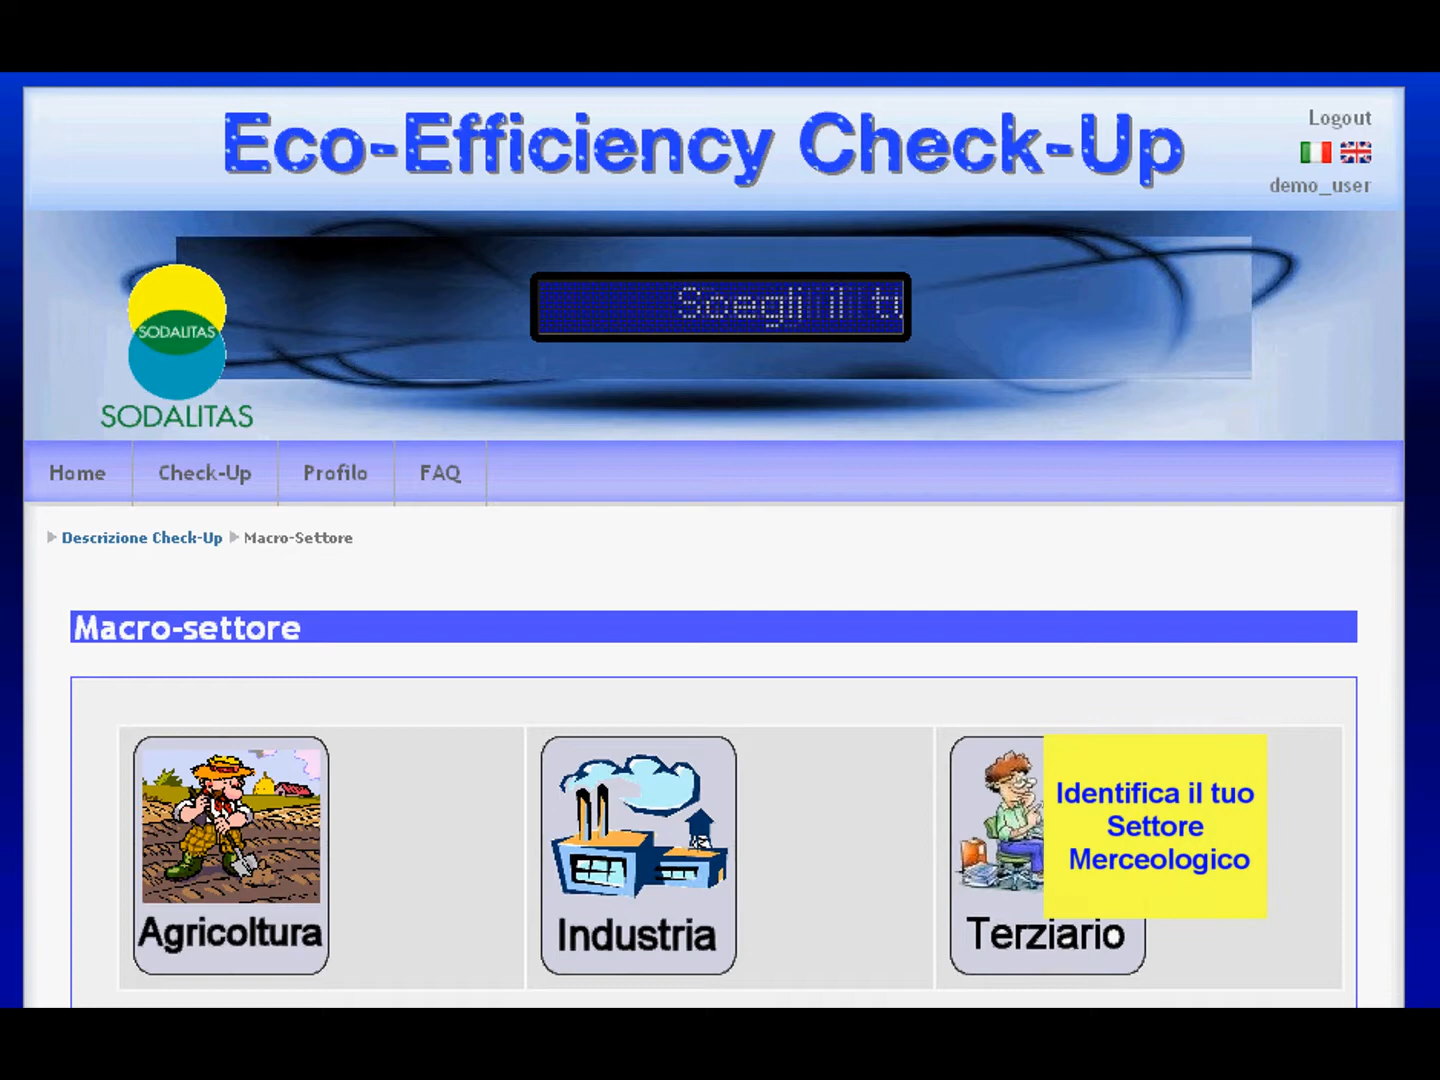 Eco-Efficiency Check-Up
Logout
demo_user
Scegli il tu
SODALITAS
SODALITAS
Home
Check-Up
Profilo
FAQ
Descrizione Check-Up
Macro-Settore
Macro-settore
Agricoltura
Industria
Terziario
Identifica il tuo
Settore
Merceologico